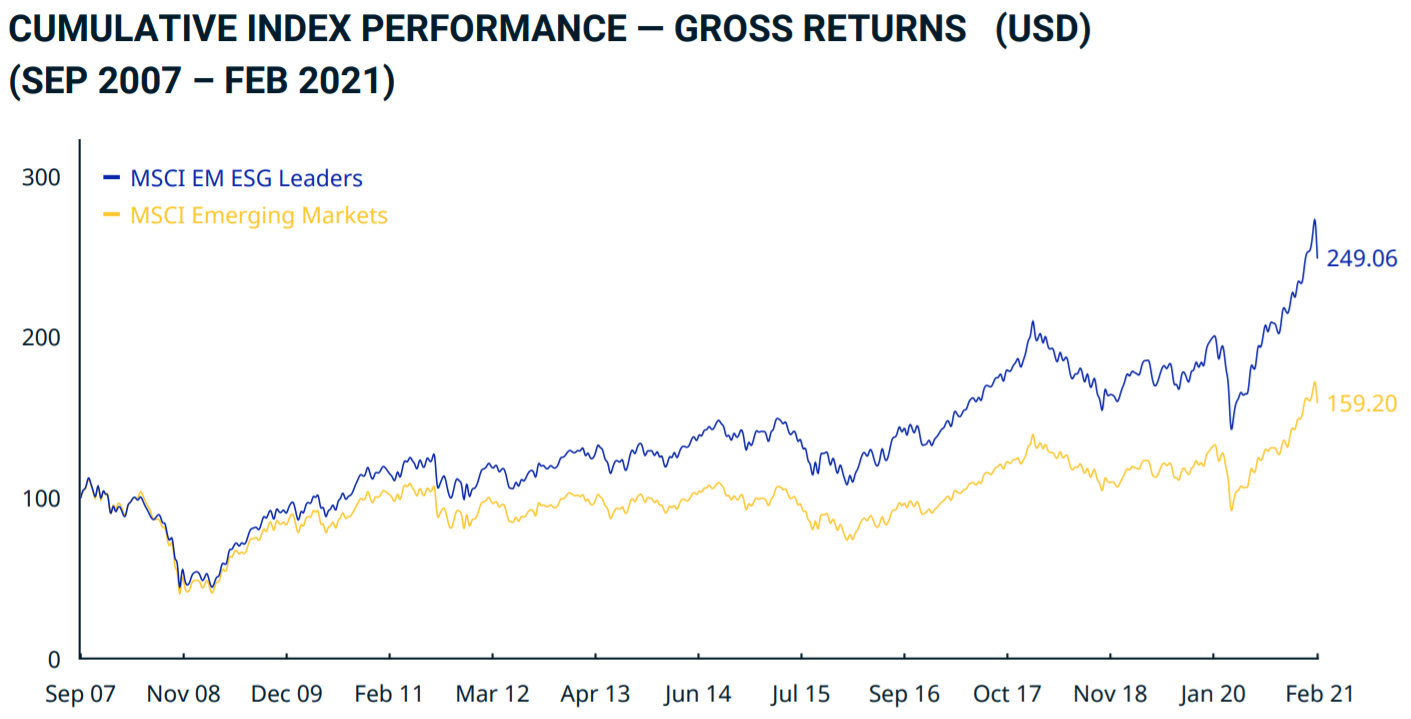 CUMULATIVE INDEX PERFORMANCE — GROSS RETURNS (USD)
(SEP 2007 – FEB 2021)
300
MSCI EM ESG Leaders
MSCI Emerging Markets
249.06
200
159.20
100
0
Sep 07 Nov 08 Dec 09 Feb 11 Mar 12 Apr 13 Jun 14 Jul 15 Sep 16 Oct 17 Nov 18 Jan 20 Feb 21